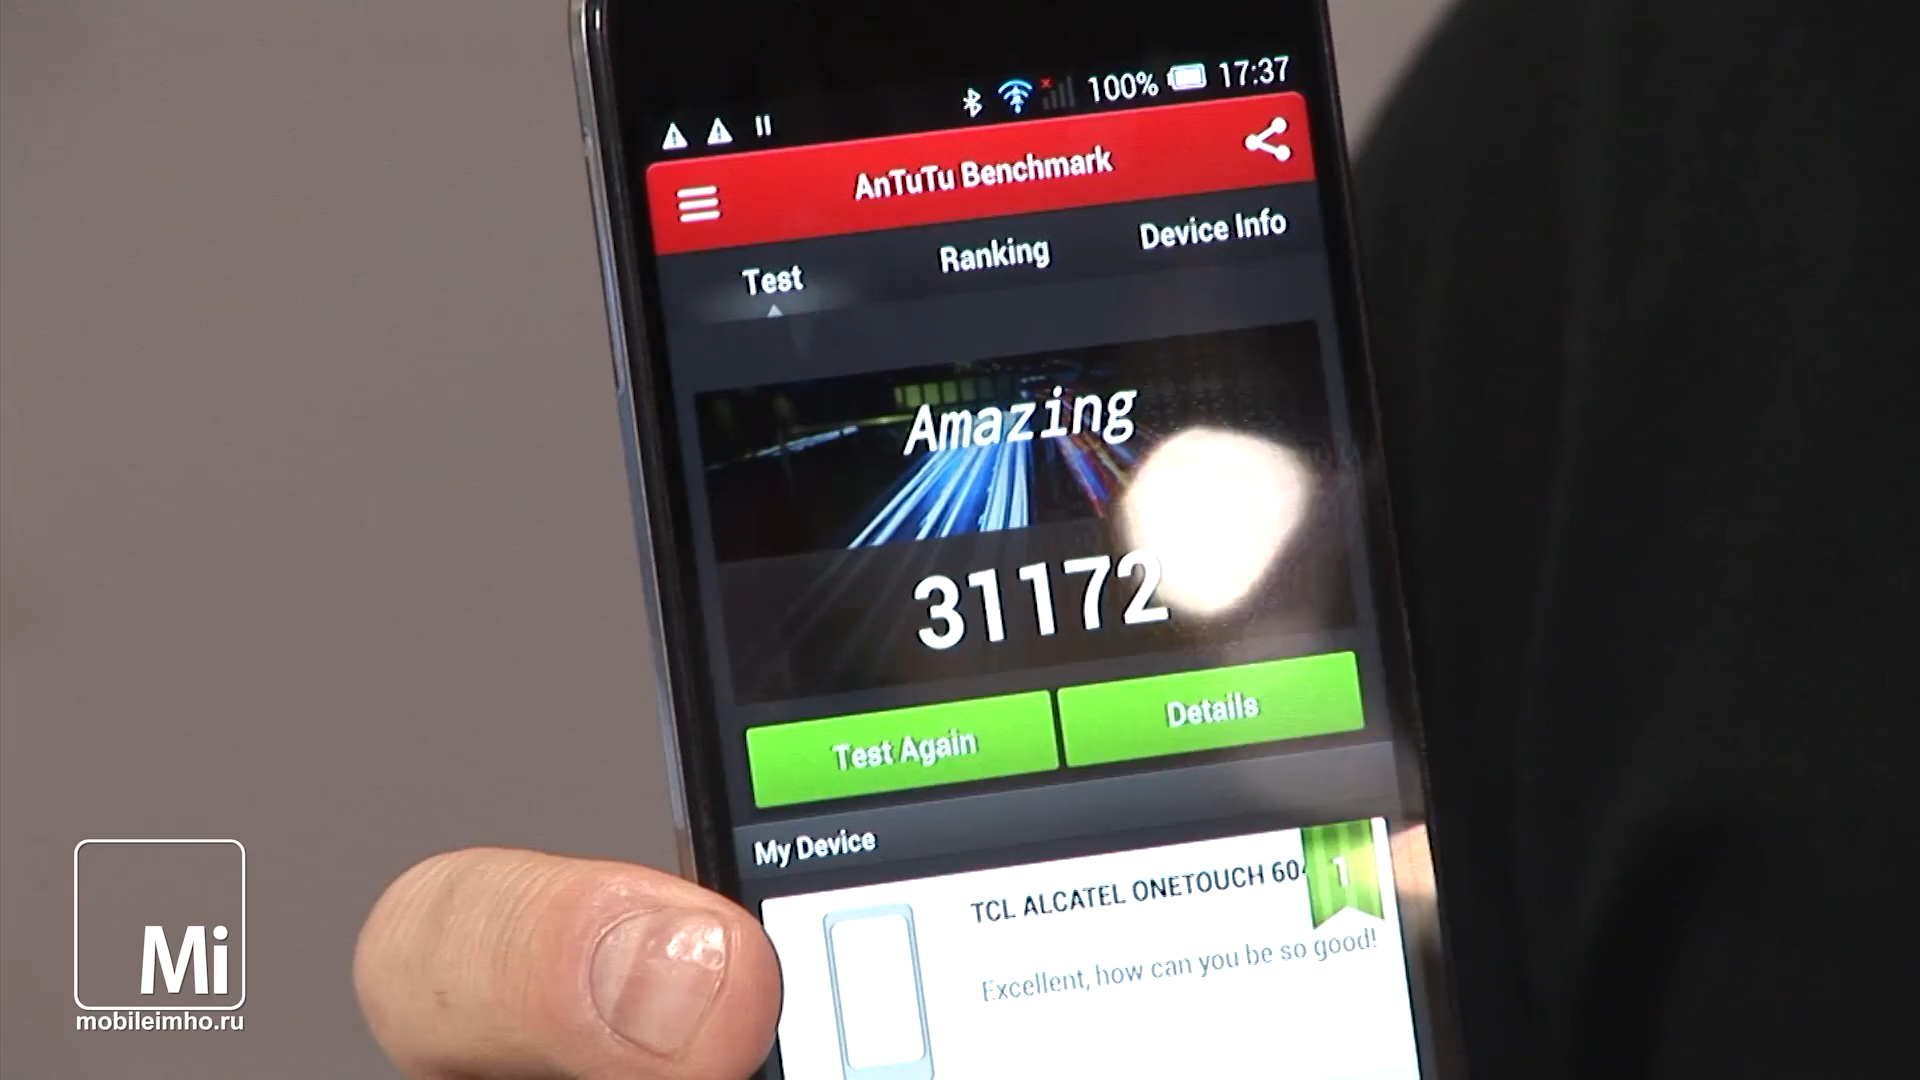 100% 17:37
AnTuTu Benchmark
Test Ranking Device Info
Amazing
31172
Test Again Details
My Device
TCL ALCATEL ONETOUCH
1
Excellent, how can you be so good!
Mi
mobileimho.ru